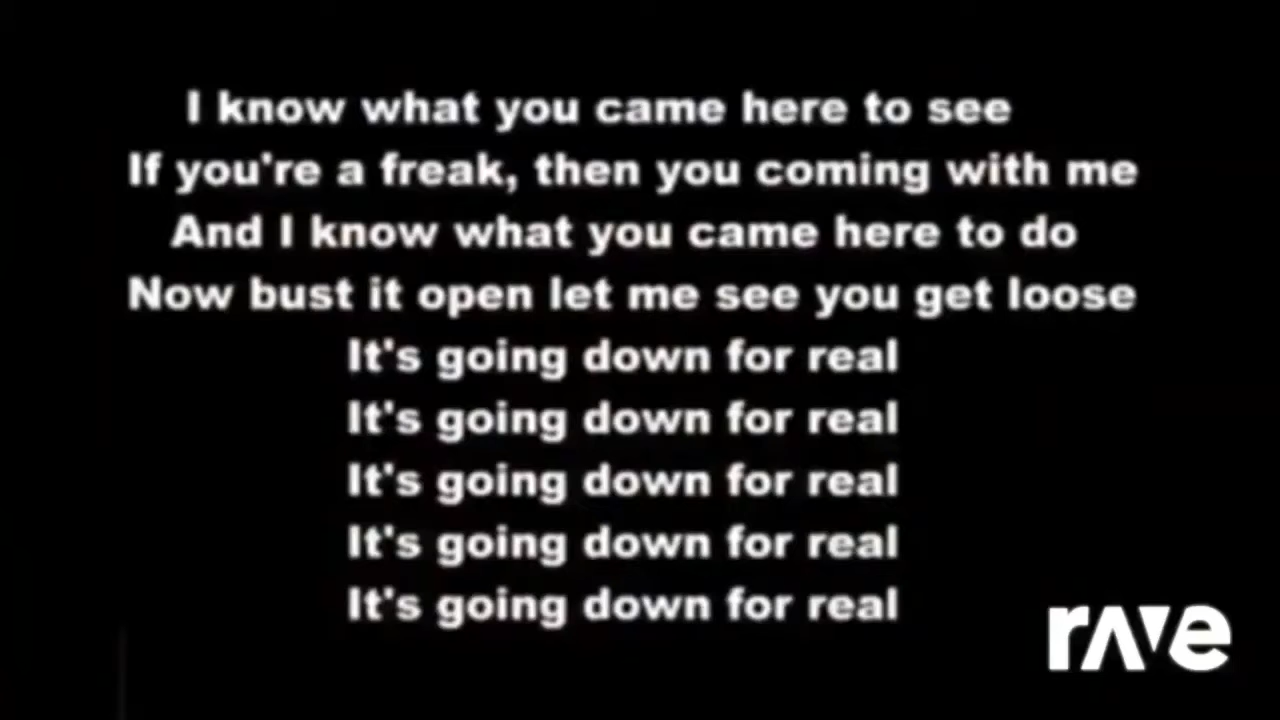 I know what you came here to see
If you're a freak, then you coming with me
And I know what you came here to do
Now bust it open let me see you get loose
It's going down for real
It's going down for real
It's going down for real
It's going down for real
It's going down for real
rave